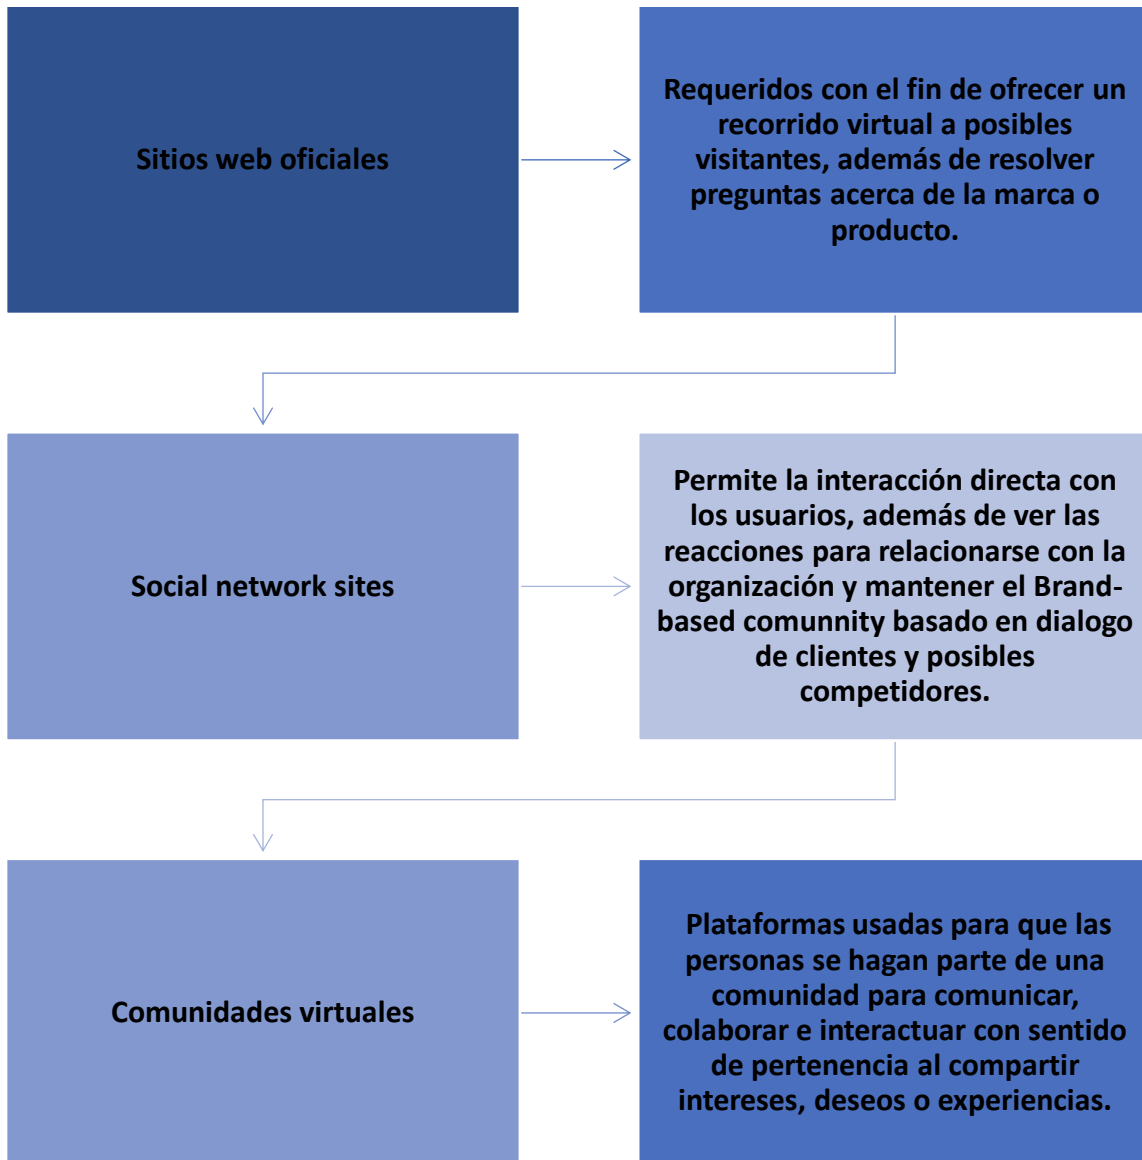 Sitios web oficiales
Requeridos con el fin de ofrecer un
recorrido virtual a posibles
visitantes, además de resolver
preguntas acerca de la marca o
producto.
Social network sites
Permite la interacción directa con
los usuarios, además de ver las
reacciones para relacionarse con la
organización y mantener el Brand-
based comunnity basado en dialogo
de clientes y posibles
competidores.
Comunidades virtuales
Plataformas usadas para que las
personas se hagan parte de una
comunidad para comunicar,
colaborar e interactuar con sentido
de pertenencia al compartir
intereses, deseos o experiencias.